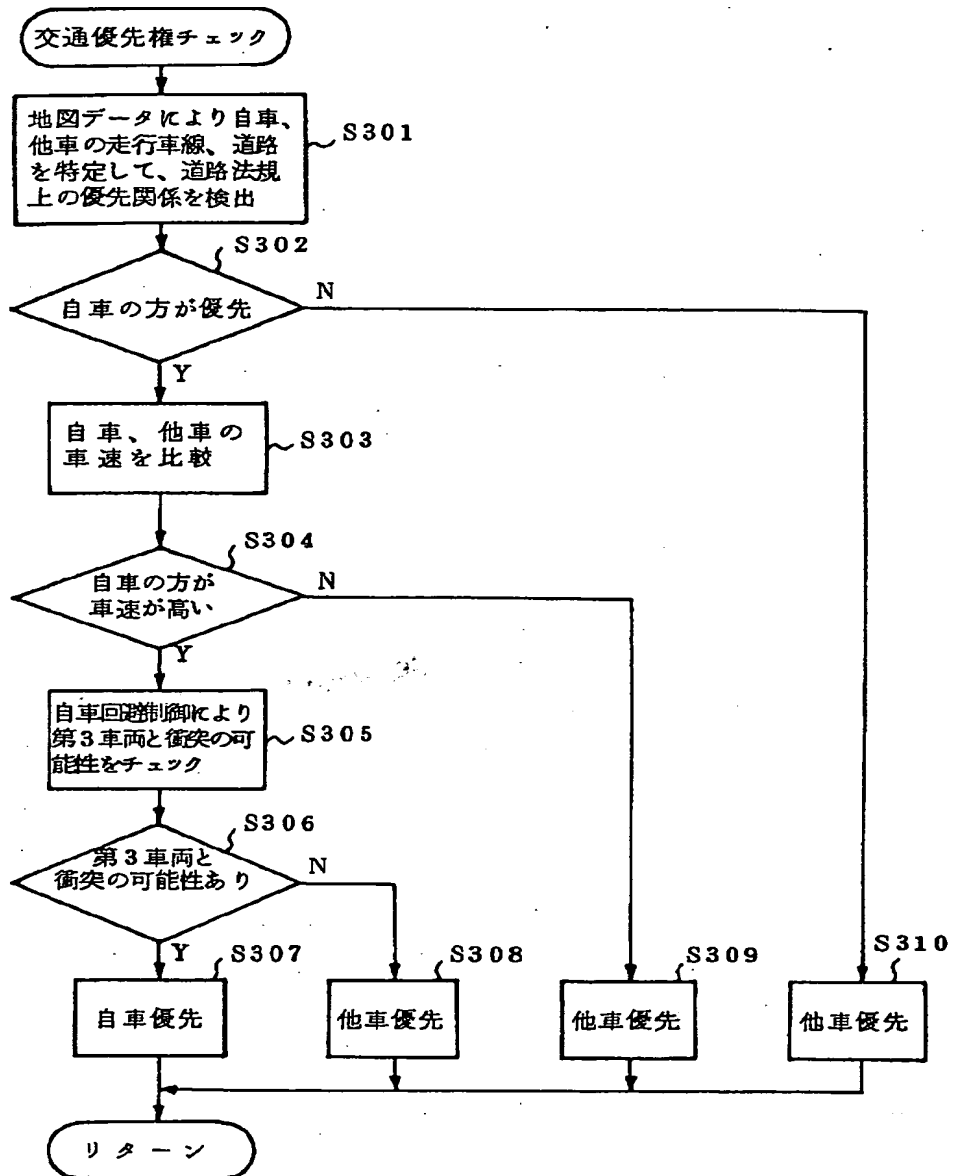 交通優先権チェック
地図データにより自車、
他車の走行車線、道路
を特定して、道路法規
上の優先関係を検出
S301
S302
自車の方が優先
N
Y
自車、他車の
車速を比較
S303
S304
自車の方が
車速が高い
N
Y
自車回避制御により
第3車両と衝突の可
能性をチェック
S305
S306
第3車両と
衝突の可能性あり
N
Y
S307
自車優先
S308
他車優先
S309
他車優先
S310
他車優先
リターン